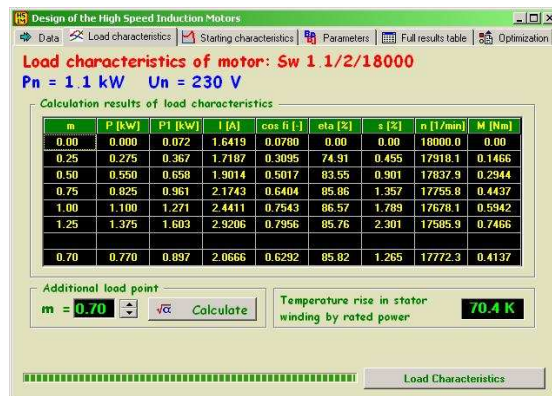 Design of the High Speed Induction Motors
Data Load characteristics Starting characteristics Parameters Full results table Optimization
Load characteristics of motor: Sw 1.1/2/18000
Pn = 1.1 kW Un = 230 V
Calculation results of load characteristics
m P [kW] P1 [kW] I [A] cos fi [-] eta [%] s [%] n [1/min] M [Nm]
0.00 0.000 0.072 1.6419 0.0780 0.00 0.00 18000.0 0.00
0.25 0.275 0.367 1.7187 0.3095 74.91 0.455 17918.1 0.1466
0.50 0.550 0.658 1.9014 0.5017 83.55 0.901 17837.9 0.2944
0.75 0.825 0.961 2.1743 0.6404 85.86 1.357 17755.8 0.4437
1.00 1.100 1.271 2.4411 0.7543 86.57 1.789 17678.1 0.5942
1.25 1.375 1.603 2.9206 0.7956 85.76 2.301 17585.9 0.7466
0.70 0.770 0.897 2.0666 0.6292 85.82 1.265 17772.3 0.4137
Additional load point
m = 0.70 √α Calculate
Temperature rise in stator
winding by rated power 70.4 K
Load Characteristics